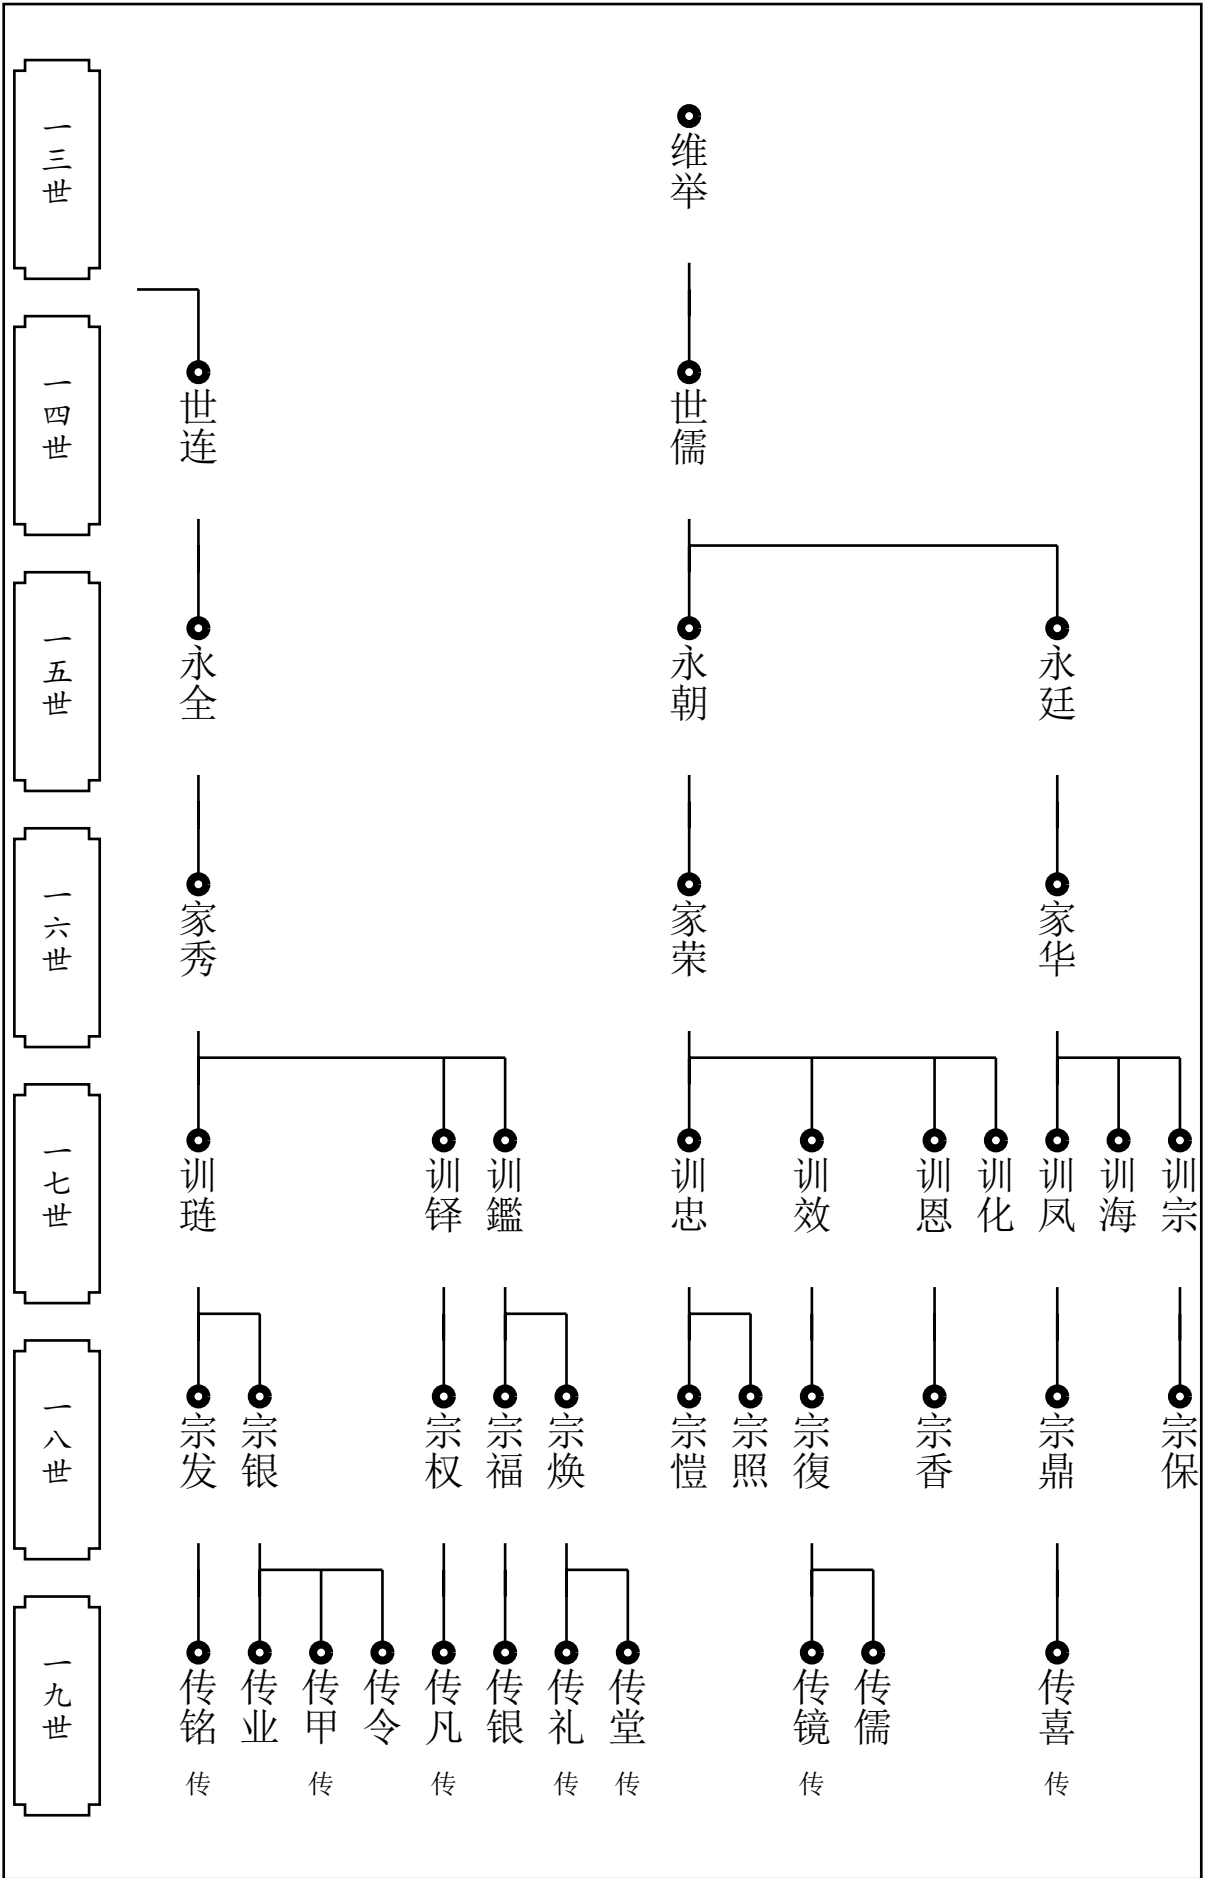 一三世
维举
一四世
世连
世儒
一五世
永全
永朝
永廷
一六世
家秀
家荣
家华
一七世
训琏
训铎
训鑑
训忠
训效
训恩
训化
训凤
训海
训宗
一八世
宗发
宗银
宗权
宗福
宗焕
宗愷
宗照
宗復
宗香
宗鼎
宗保
一九世
传铭
传业
传甲
传令
传凡
传银
传礼
传堂
传镜
传儒
传喜
传
传
传
传
传
传
传